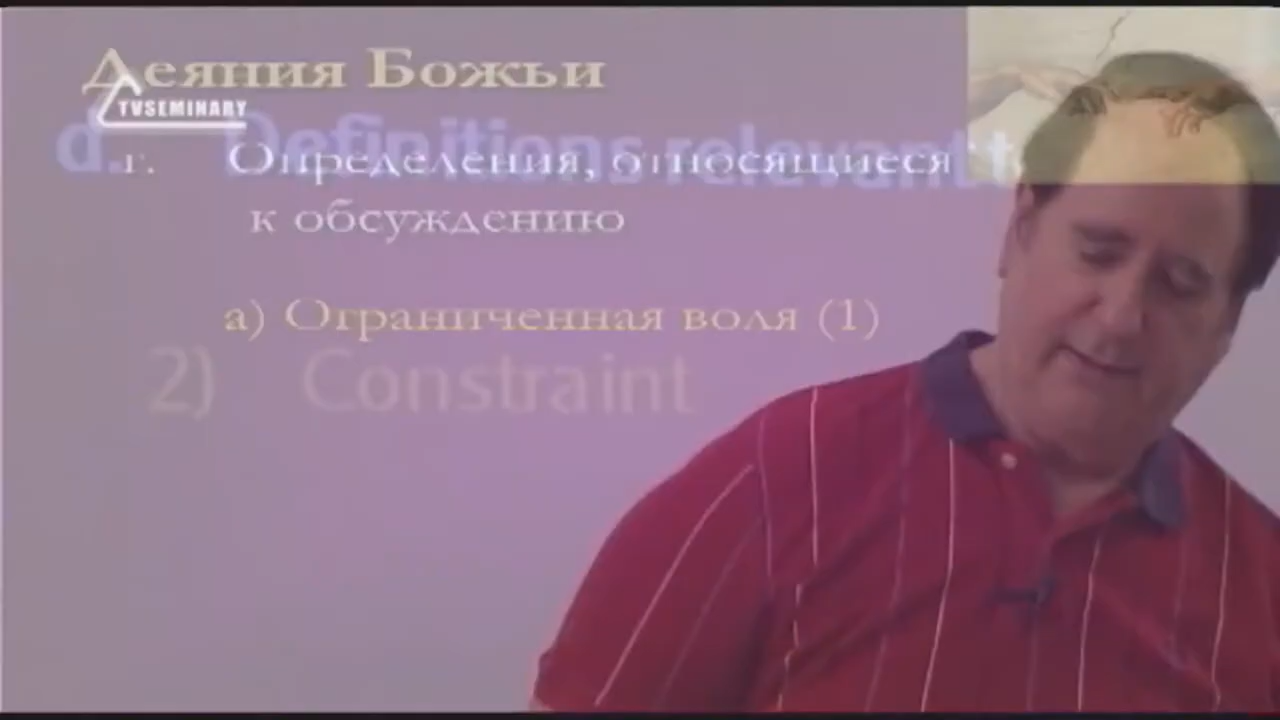 Деяния Божьи
TVSEMINARY
d. Definitions relevant t
г. Определения, относящиеся
к обсуждению
а) Ограниченная воля (1)
2) Constraint